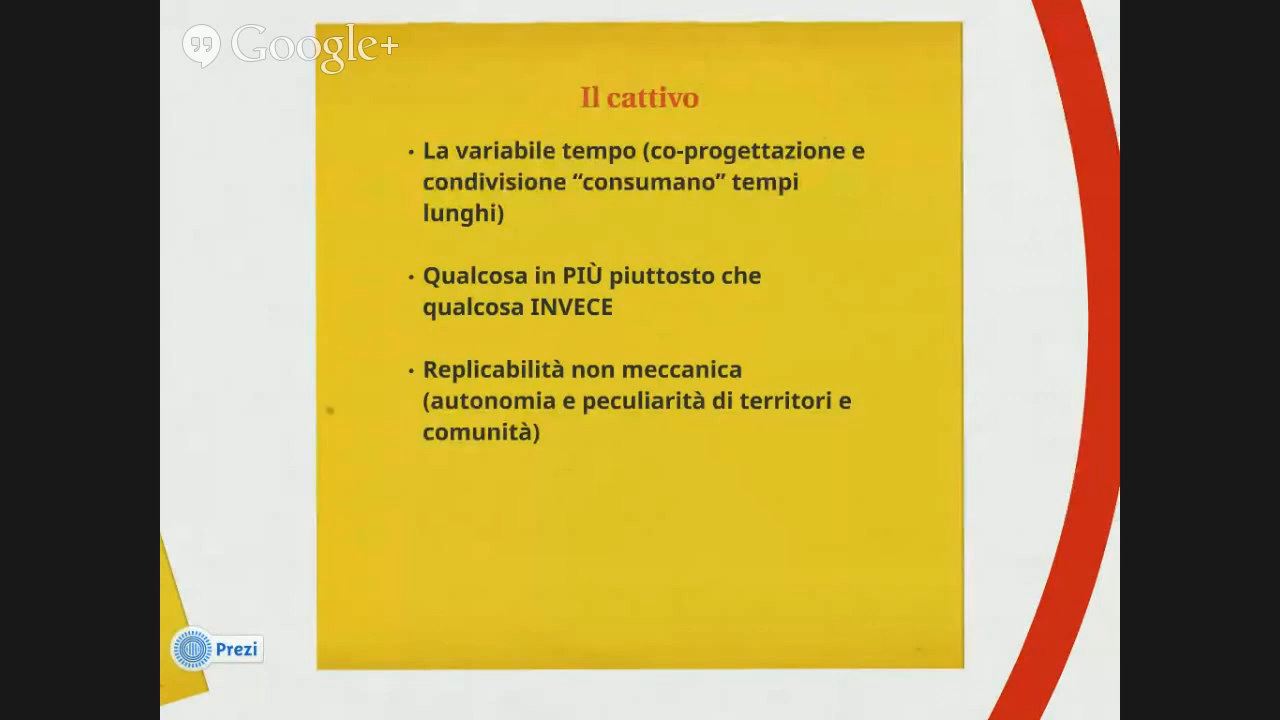 Google+
Il cattivo
· La variabile tempo (co-progettazione e
condivisione “consumano” tempi
lunghi)
· Qualcosa in PIÙ piuttosto che
qualcosa INVECE
· Replicabilità non meccanica
(autonomia e peculiarità di territori e
comunità)
Prezi